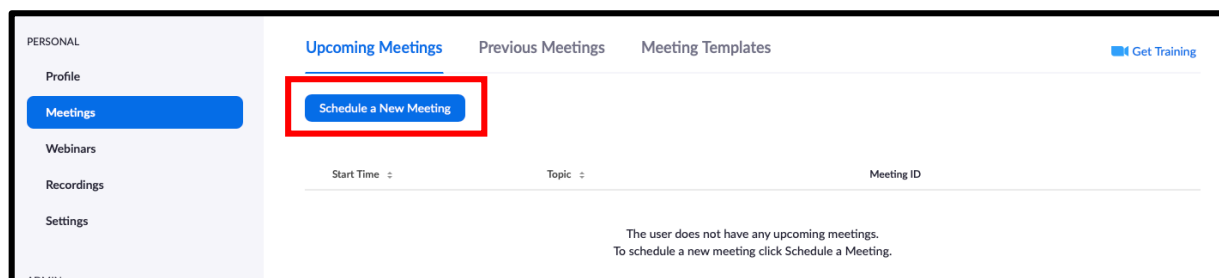 PERSONAL
Profile
Meetings
Webinars
Recordings
Settings
Upcoming Meetings Previous Meetings Meeting Templates
Get Training
Schedule a New Meeting
Start Time Topic Meeting ID
The user does not have any upcoming meetings.
To schedule a new meeting click Schedule a Meeting.